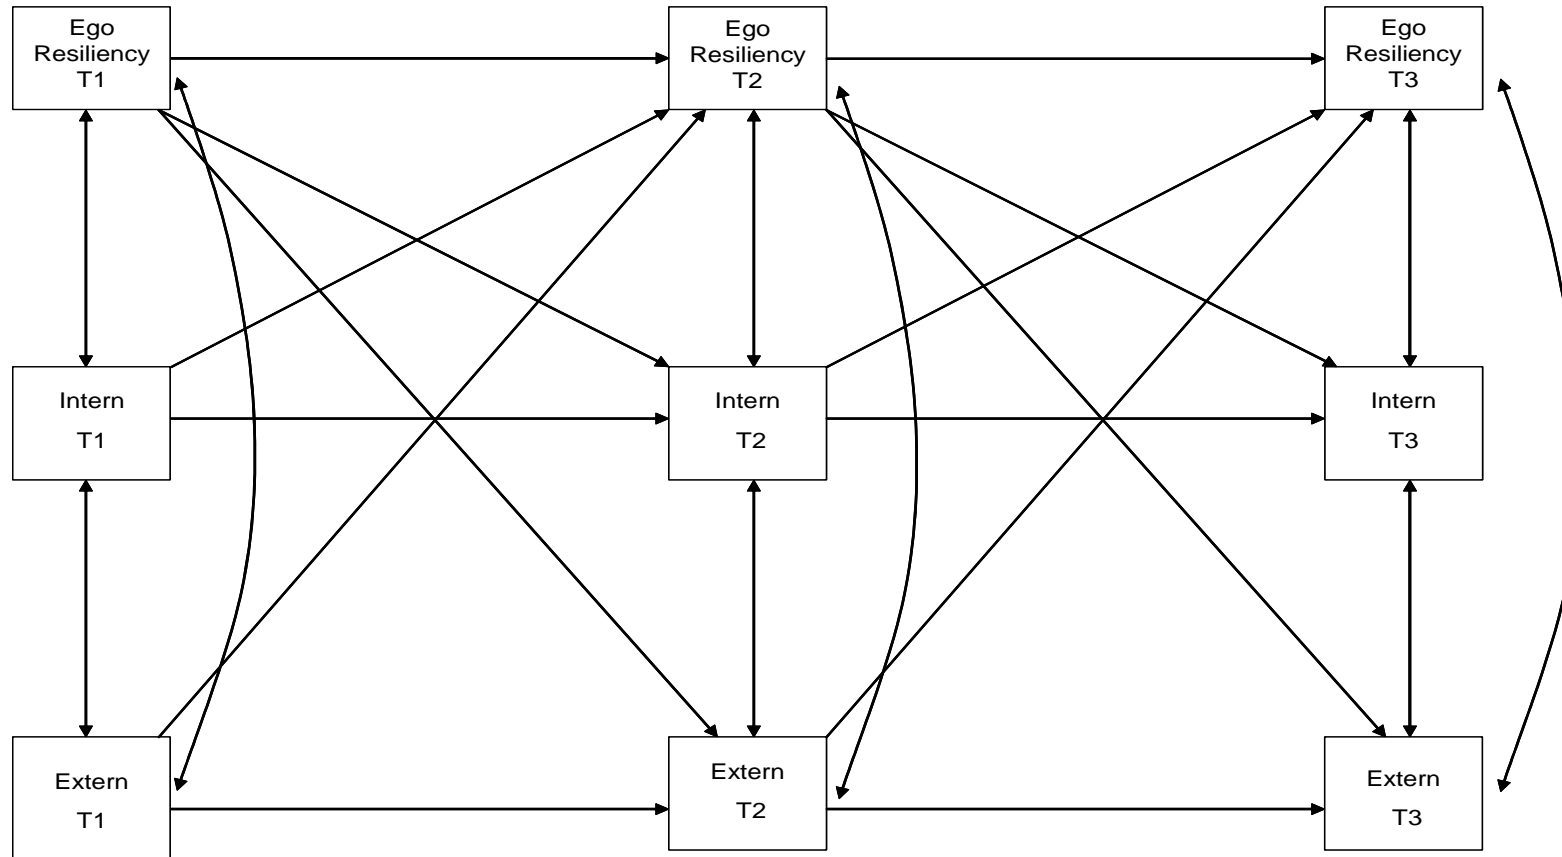 Ego
Resiliency
T1
Ego
Resiliency
T2
Ego
Resiliency
T3
Intern
T1
Intern
T2
Intern
T3
Extern
T1
Extern
T2
Extern
T3